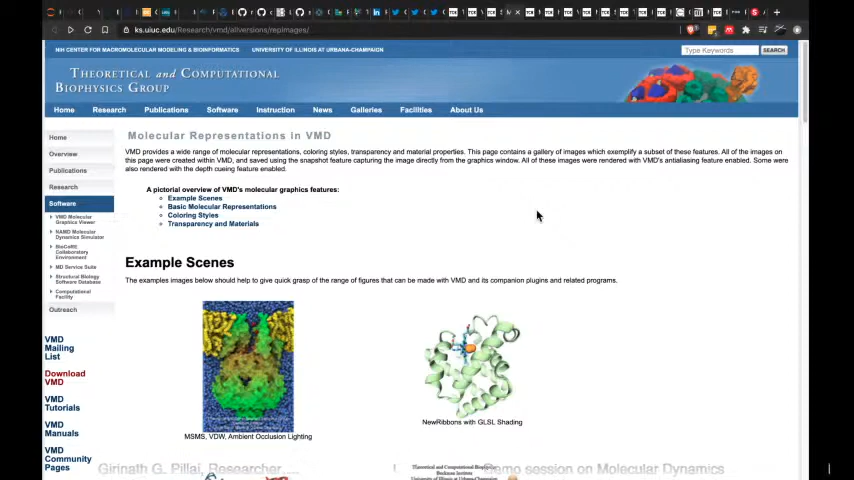 ks.uiuc.edu/Research/vmd/allversions/repimages/
NIH CENTER FOR MACROMOLECULAR MODELING & BIOINFORMATICS
UNIVERSITY OF ILLINOIS AT URBANA-CHAMPAIGN
Type Keywords
SEARCH
THEORETICAL and COMPUTATIONAL
BIOPHYSICS GROUP
Home Research Publications Software Instruction News Galleries Facilities About Us
Home
Overview
Publications
Research
Software
VMD Molecular
Graphics Viewer
NAMD Molecular
Dynamics Simulator
BioCoRE
Collaboratory
Environment
MD Service Suite
Structural Biology
Software Database
Computational
Facility
Outreach
VMD
Mailing
List
Download
VMD
VMD
Tutorials
VMD
Manuals
VMD
Community
Pages
Molecular Representations in VMD
VMD provides a wide range of molecular representations, coloring styles, transparency and material properties. This page contains a gallery of images which exemplify a subset of these features. All of the images on
this page were created within VMD, and saved using the snapshot feature capturing the image directly from the graphics window. All of these images were rendered with VMD's antialiasing feature enabled. Some were
also rendered with the depth cueing feature enabled.
A pictorial overview of VMD's molecular graphics features:
Example Scenes
Basic Molecular Representations
Coloring Styles
Transparency and Materials
Example Scenes
The examples images below should help to give quick grasp of the range of figures that can be made with VMD and its companion plugins and related programs.
MSMS, VDW, Ambient Occlusion Lighting
NewRibbons with GLSL Shading
Girinath G. Pillai, Researcher....
Demo session on Molecular Dynamics